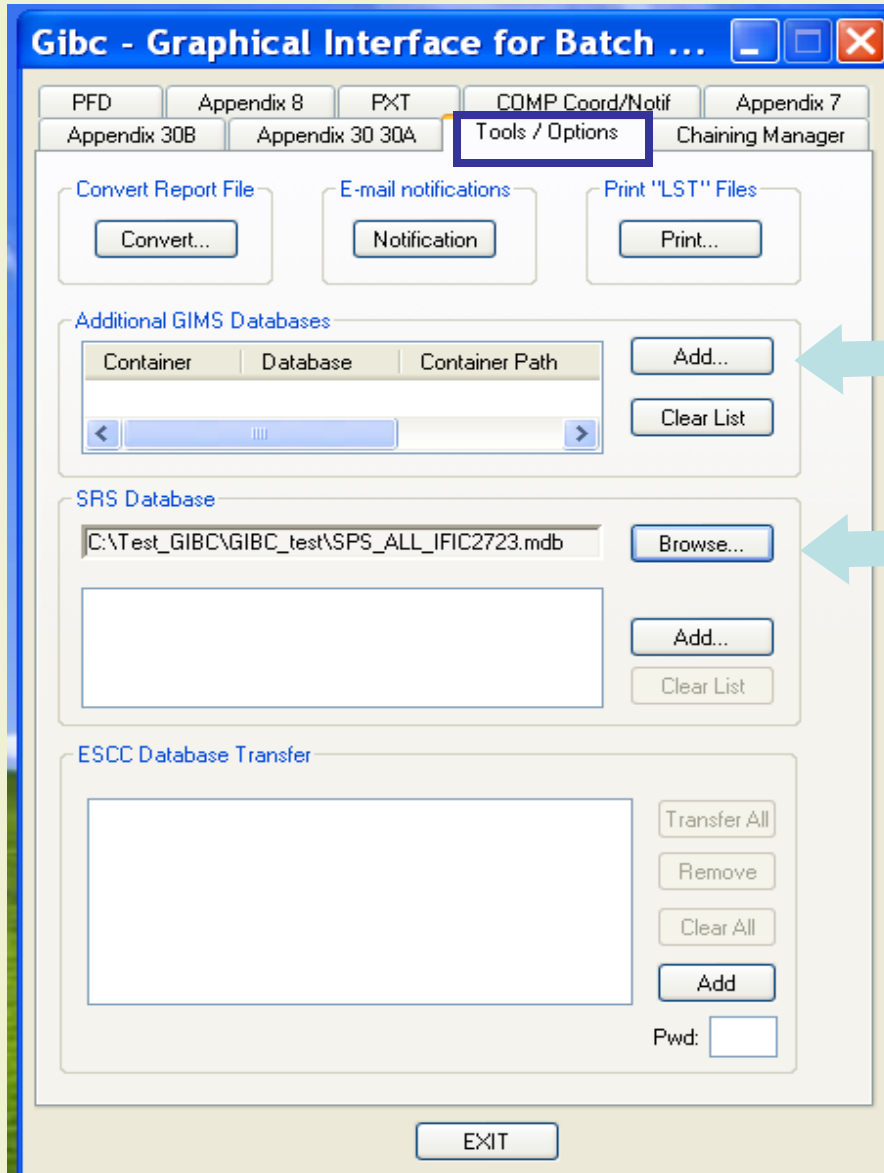 Gibc - Graphical Interface for Batch ...
PFD Appendix 8 PXT COMP Coord/Notif Appendix 7
Appendix 30B Appendix 30 30A Tools / Options Chaining Manager
Convert Report File E-mail notifications Print "LST" Files
Convert... Notification Print...
Additional GIMS Databases
Container Database Container Path Add...
Clear List
SRS Database
C:\Test_GIBC\GIBC_test\SPS_ALL_IFIC2723.mdb Browse...
Add...
Clear List
ESCC Database Transfer
Transfer All
Remove
Clear All
Add
Pwd:
EXIT